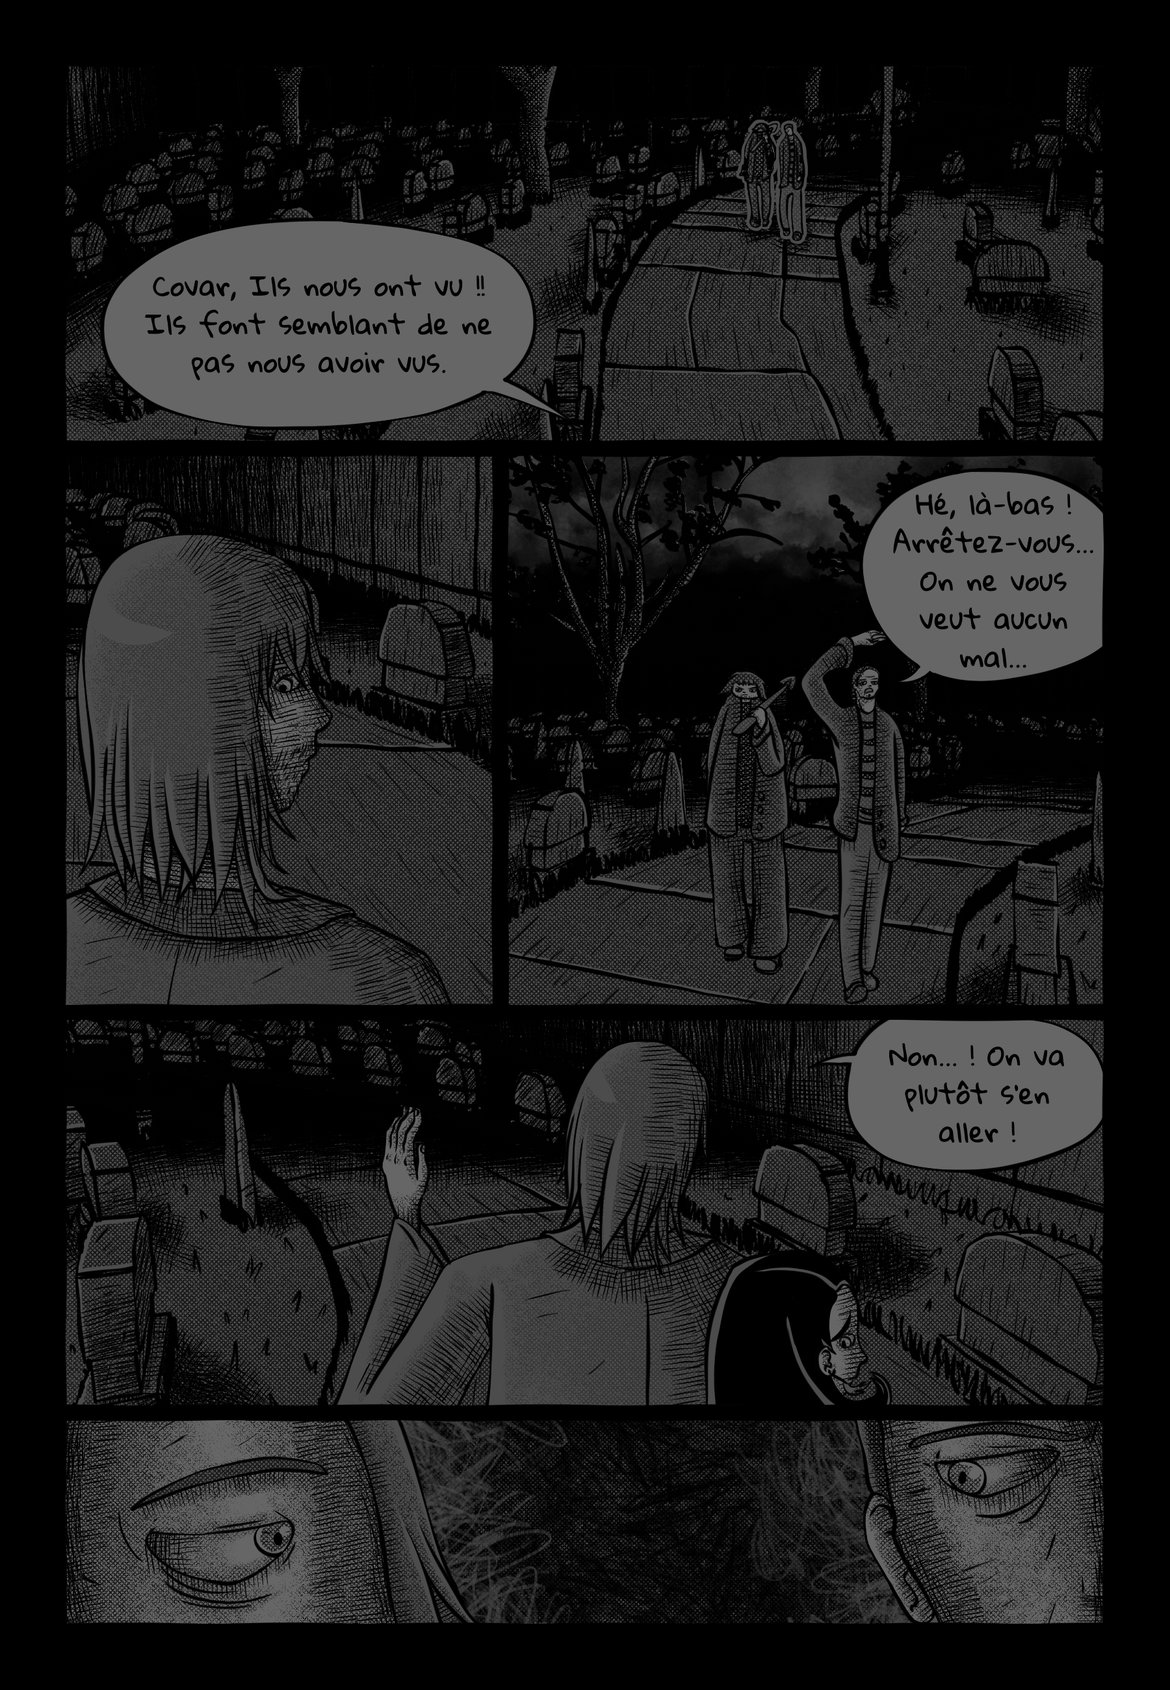 Covar, Ils nous ont vu !!
Ils font semblant de ne
pas nous avoir vus.
Hé, là-bas !
Arrêtez-vous...
On ne vous
veut aucun
mal...
Non... ! On va
plutôt s'en
aller !